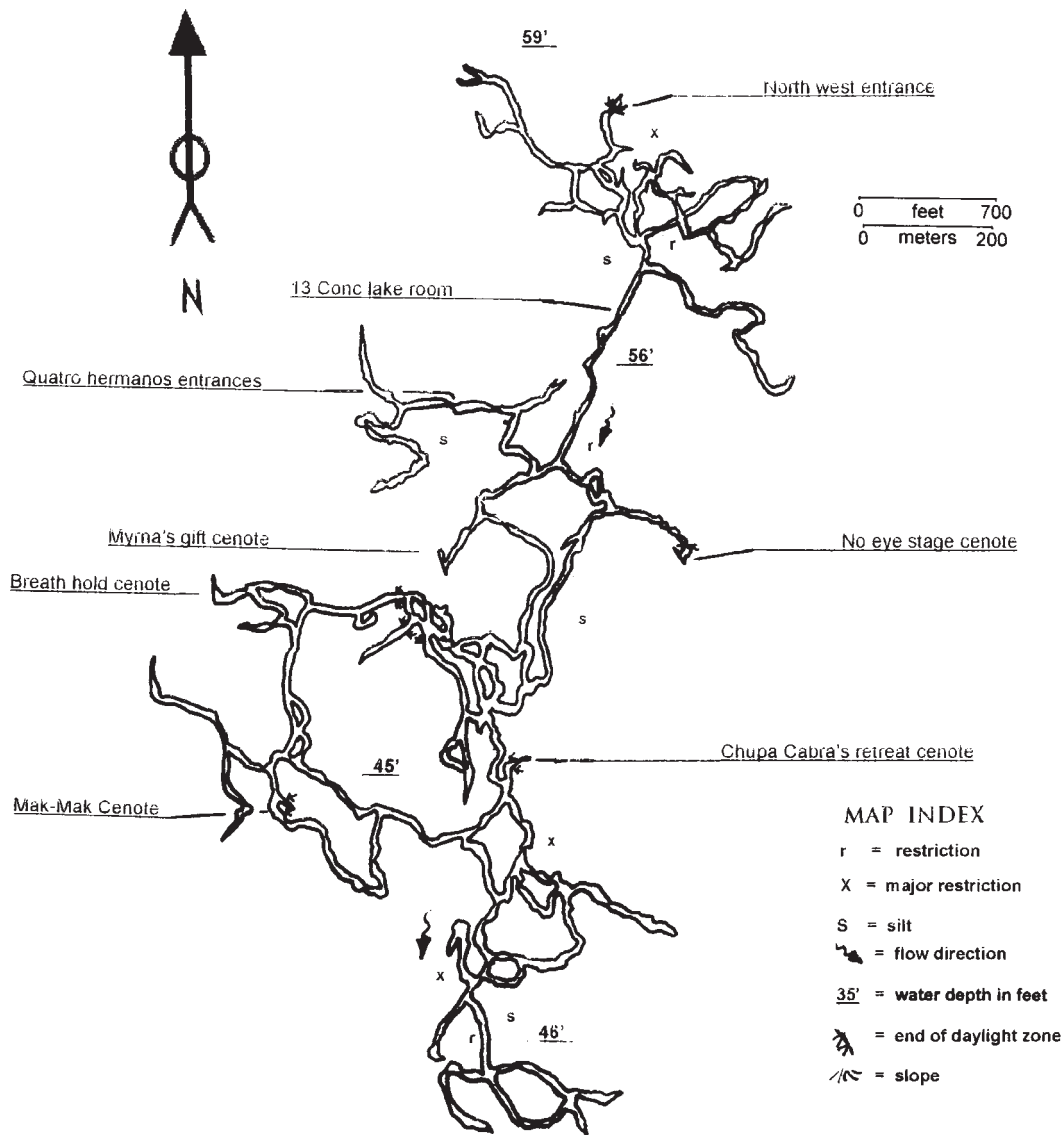 59'
North west entrance
x
0 feet 700
0 meters 200
r
s
N
13 Conc lake room
56'
Quatro hermanos entrances
s
r
Myrna's gift cenote
No eye stage cenote
Breath hold cenote
s
Chupa Cabra's retreat cenote
45'
Mak-Mak Cenote
MAP INDEX
x
r = restriction
X = major restriction
S = silt
= flow direction
x
35' = water depth in feet
s
r
46'
= end of daylight zone
= slope